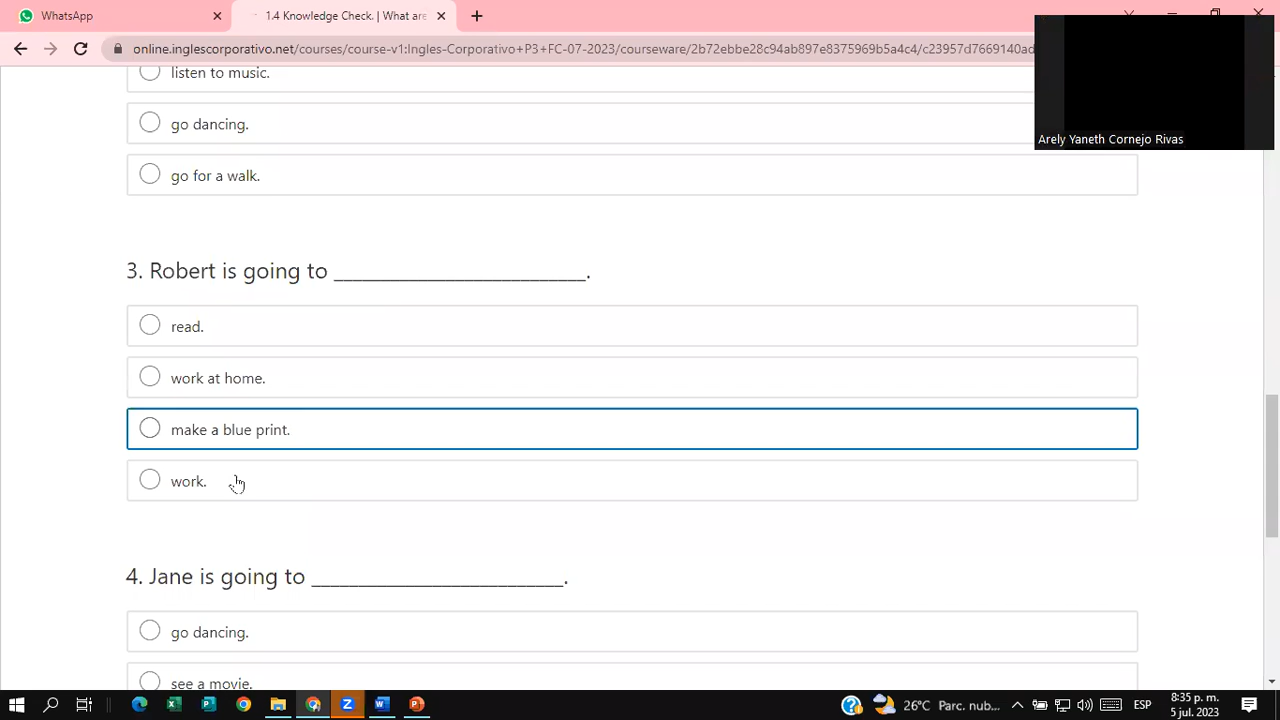 WhatsApp
1.4 Knowledge Check. | What are
online.inglescorporativo.net/courses/course-v1:Ingles-Corporativo+P3+FC-07-2023/courseware/2b72ebbe28c94ab897e8375969b5a4c4/c23957d7669140ad
Arely Yaneth Cornejo Rivas
listen to music.
go dancing.
go for a walk.
3. Robert is going to _________________________.
read.
work at home.
make a blue print.
work.
4. Jane is going to _________________________.
go dancing.
see a movie.
26°C Parc. nub...
ESP
8:35 p. m.
5 jul. 2023